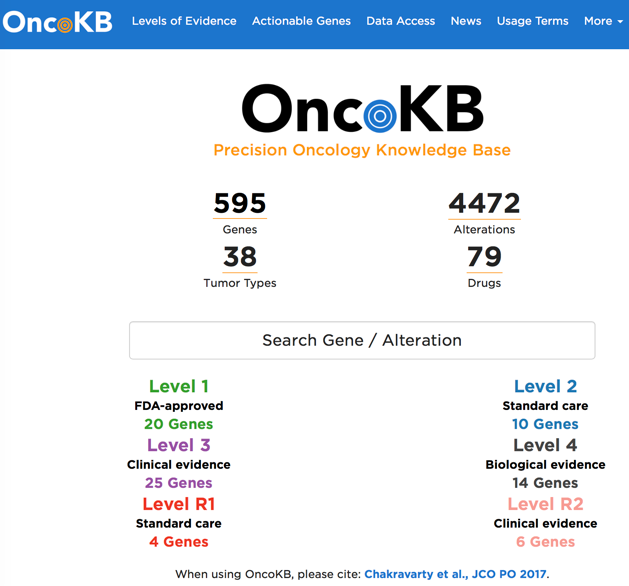 OncoKB Levels of Evidence Actionable Genes Data Access News Usage Terms More
OncoKB
Precision Oncology Knowledge Base
595 4472
Genes Alterations
38 79
Tumor Types Drugs
Search Gene / Alteration
Level 1 Level 2
FDA-approved Standard care
20 Genes 10 Genes
Level 3 Level 4
Clinical evidence Biological evidence
25 Genes 14 Genes
Level R1 Level R2
Standard care Clinical evidence
4 Genes 6 Genes
When using OncoKB, please cite: Chakravarty et al., JCO PO 2017.